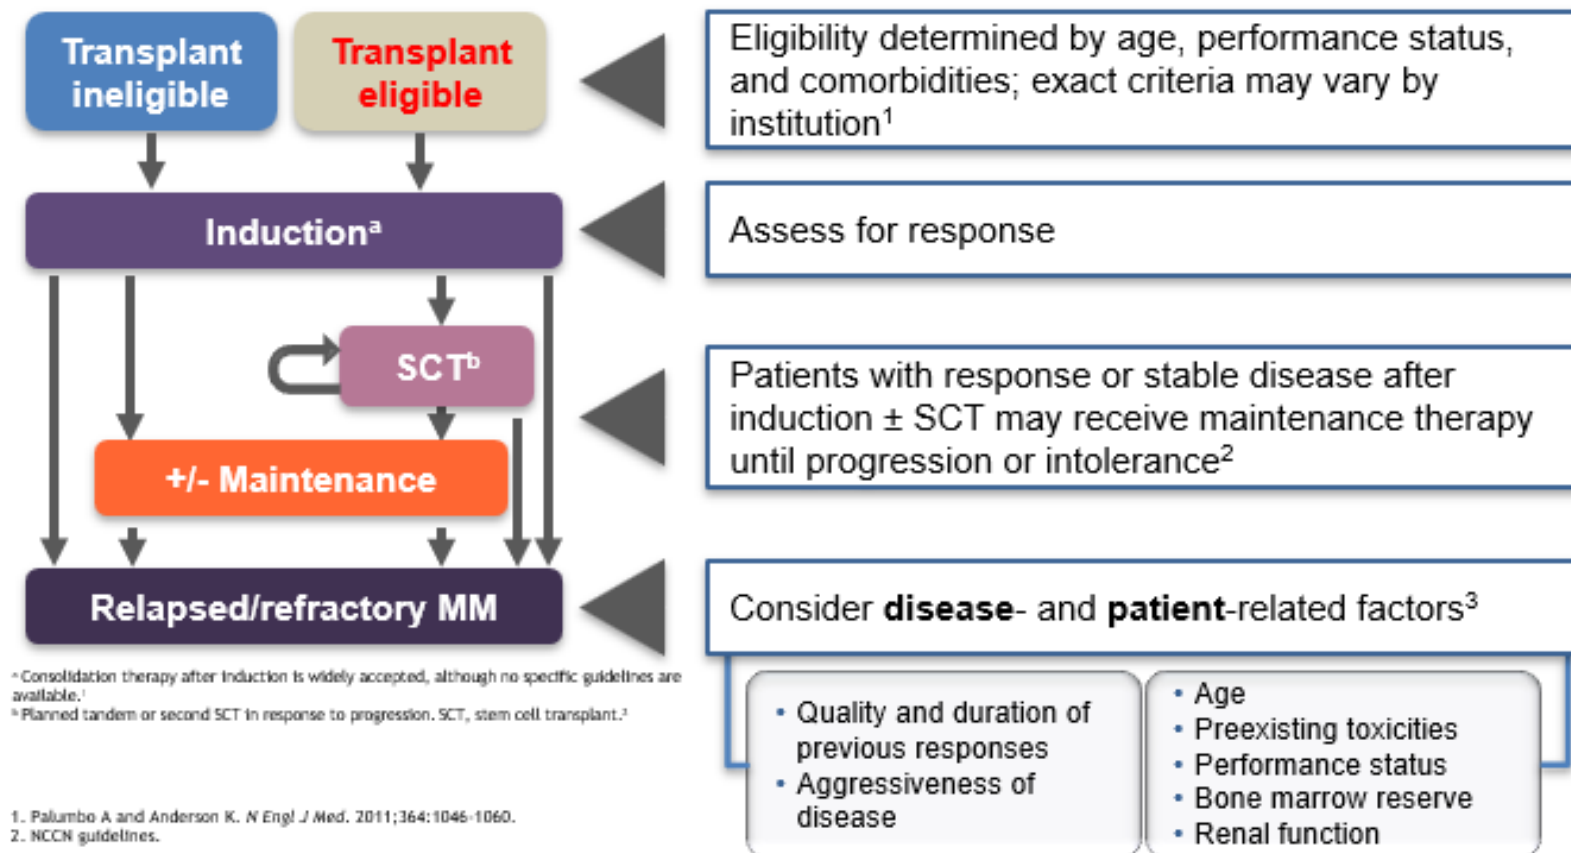 Transplant
ineligible
Transplant
eligible
Eligibility determined by age, performance status,
and comorbidities; exact criteria may vary by
institution¹
Inductionᵃ
Assess for response
SCTᵇ
Patients with response or stable disease after
induction ± SCT may receive maintenance therapy
until progression or intolerance²
+/- Maintenance
Relapsed/refractory MM
Consider disease- and patient-related factors³
ᵃ Consolidation therapy after induction is widely accepted, although no specific guidelines are
available.¹
ᵇ Planned tandem or second SCT in response to progression. SCT, stem cell transplant.²
• Quality and duration of
previous responses
• Aggressiveness of
disease
• Age
• Preexisting toxicities
• Performance status
• Bone marrow reserve
• Renal function
1. Palumbo A and Anderson K. N Engl J Med. 2011;364:1046-1060.
2. NCCN guidelines.